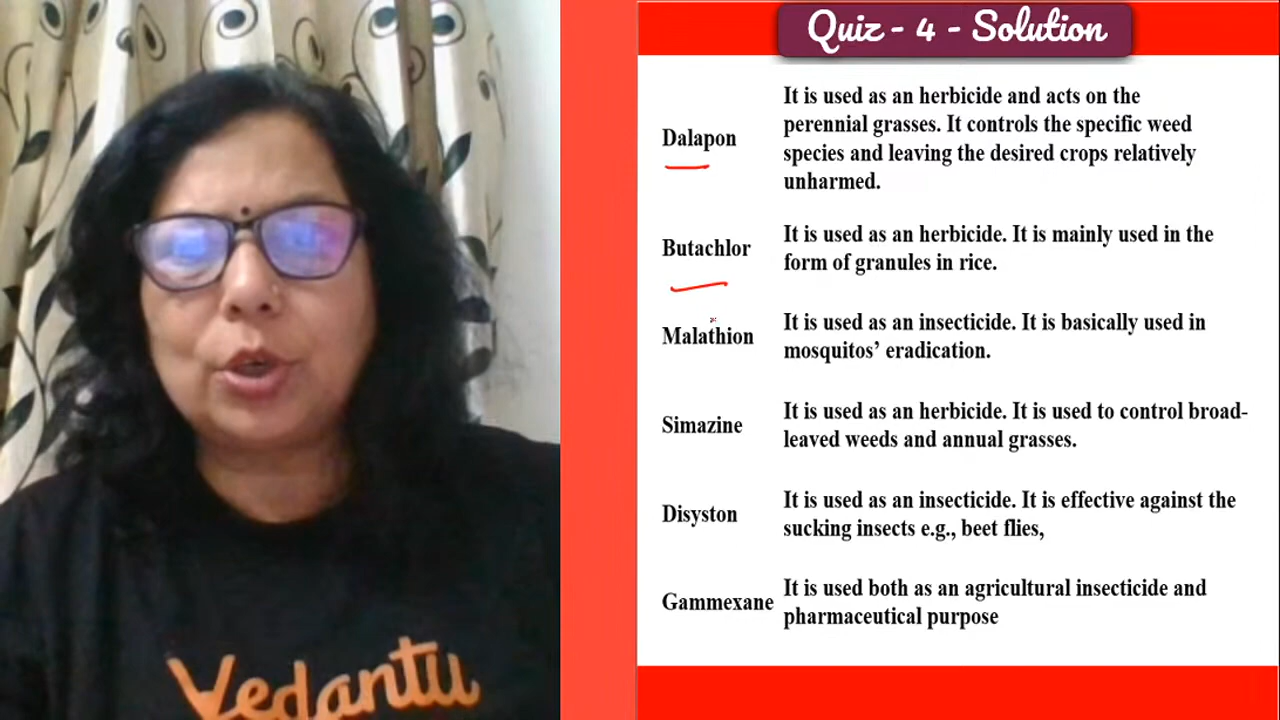 Quiz - 4 - Solution
Dalapon
It is used as an herbicide and acts on the
perennial grasses. It controls the specific weed
species and leaving the desired crops relatively
unharmed.
Butachlor
It is used as an herbicide. It is mainly used in the
form of granules in rice.
Malathion
It is used as an insecticide. It is basically used in
mosquitos’ eradication.
Simazine
It is used as an herbicide. It is used to control broad-
leaved weeds and annual grasses.
Disyston
It is used as an insecticide. It is effective against the
sucking insects e.g., beet flies,
Gammexane
It is used both as an agricultural insecticide and
pharmaceutical purpose
Vedantu